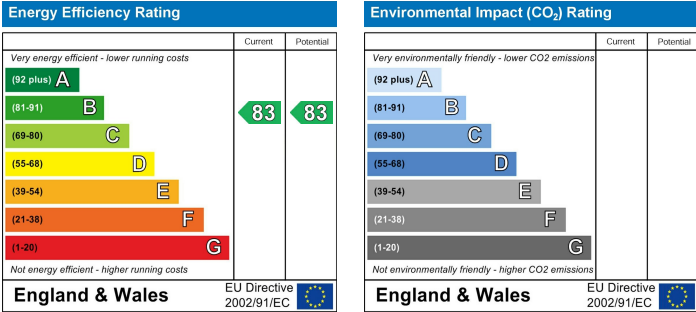 Energy Efficiency Rating
Current Potential
Very energy efficient - lower running costs
(92 plus) A
(81-91) B
83 83
(69-80) C
(55-68) D
(39-54) E
(21-38) F
(1-20) G
Not energy efficient - higher running costs
England & Wales
EU Directive
2002/91/EC
Environmental Impact (CO₂) Rating
Current Potential
Very environmentally friendly - lower CO2 emissions
(92 plus) A
(81-91) B
(69-80) C
(55-68) D
(39-54) E
(21-38) F
(1-20) G
Not environmentally friendly - higher CO2 emissions
England & Wales
EU Directive
2002/91/EC